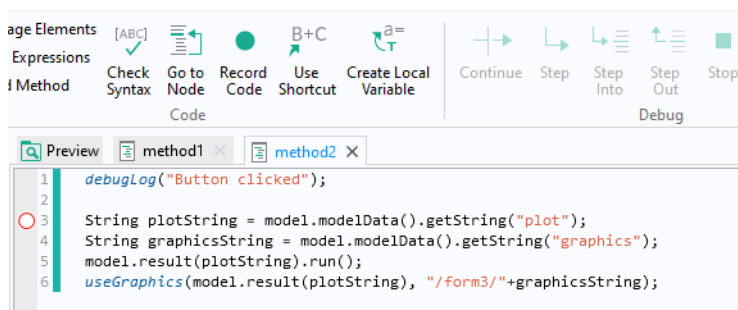 age Elements
Expressions
d Method
[ABC]
Check Syntax
Go to Node
Record Code
B+C
Use Shortcut
a=
Create Local Variable
Code
Continue
Step
Step Into
Step Out
Stop
Debug
Preview
method1
method2
1 debugLog("Button clicked");
2
3 String plotString = model.modelData().getString("plot");
4 String graphicsString = model.modelData().getString("graphics");
5 model.result(plotString).run();
6 useGraphics(model.result(plotString), "/form3/"+graphicsString);